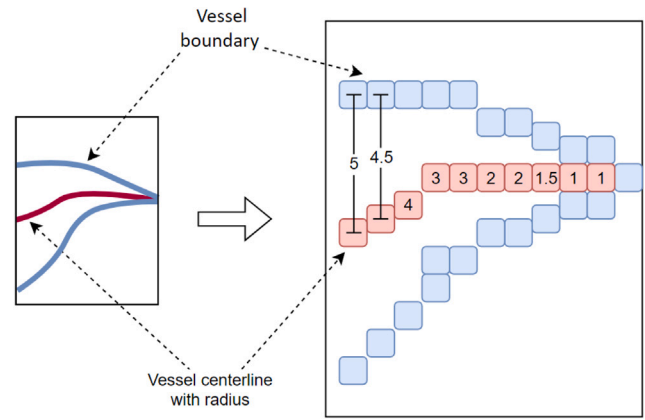 Vessel
boundary
5
4.5
4
3 3 2 2 1.5 1 1
Vessel centerline
with radius